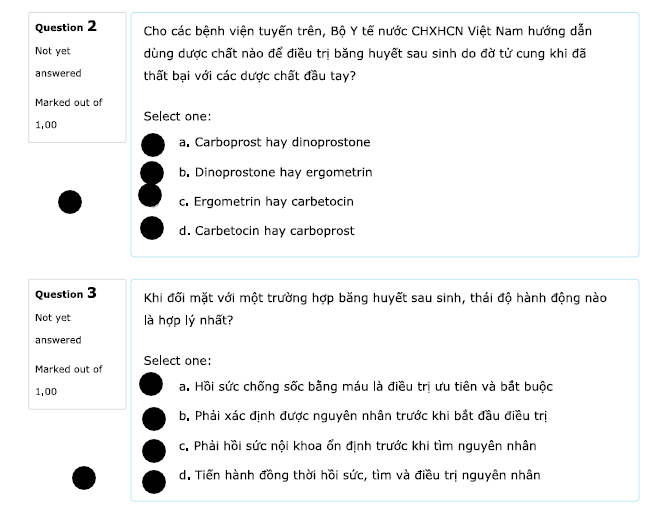 Question 2
Not yet
answered
Marked out of
1,00
Cho các bệnh viện tuyến trên, Bộ Y tế nước CHXHCN Việt Nam hướng dẫn
dùng dược chất nào để điều trị băng huyết sau sinh do đờ tử cung khi đã
thất bại với các dược chất đầu tay?
Select one:
a. Carboprost hay dinoprostone
b. Dinoprostone hay ergometrin
c. Ergometrin hay carbetocin
d. Carbetocin hay carboprost
Question 3
Not yet
answered
Marked out of
1,00
Khi đối mặt với một trường hợp băng huyết sau sinh, thái độ hành động nào
là hợp lý nhất?
Select one:
a. Hồi sức chống sốc bằng máu là điều trị ưu tiên và bắt buộc
b. Phải xác định được nguyên nhân trước khi bắt đầu điều trị
c. Phải hồi sức nội khoa ổn định trước khi tìm nguyên nhân
d. Tiến hành đồng thời hồi sức, tìm và điều trị nguyên nhân